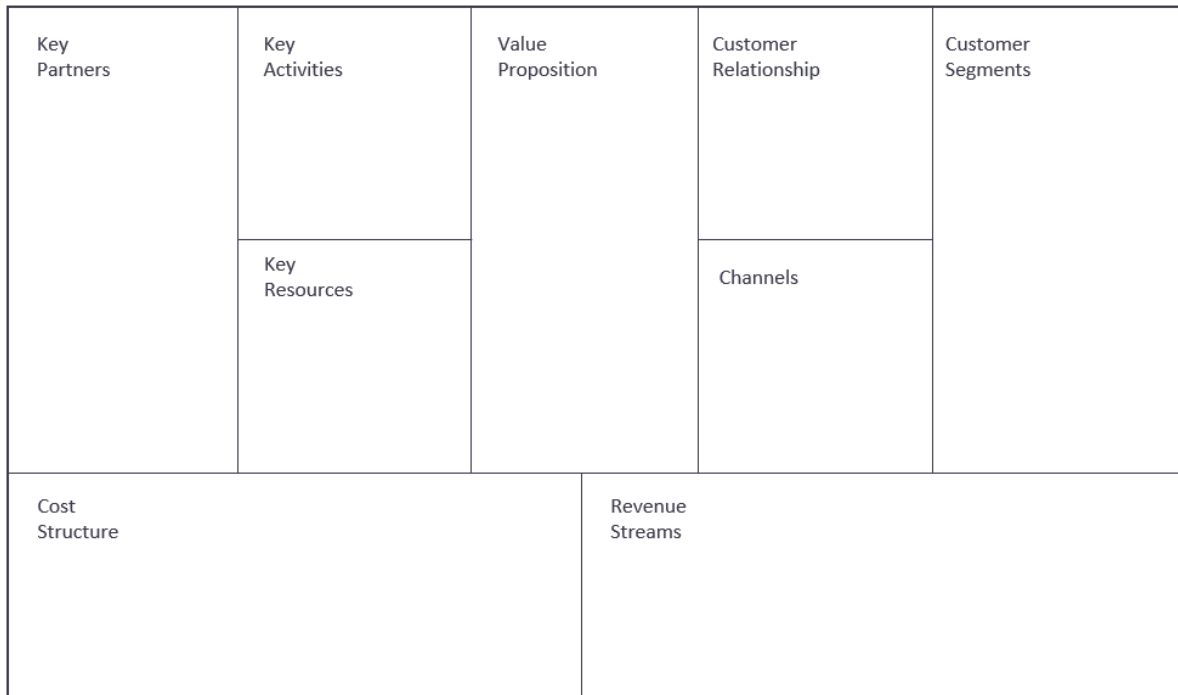 Key
Partners
Key
Activities
Value
Proposition
Customer
Relationship
Customer
Segments
Key
Resources
Channels
Cost
Structure
Revenue
Streams